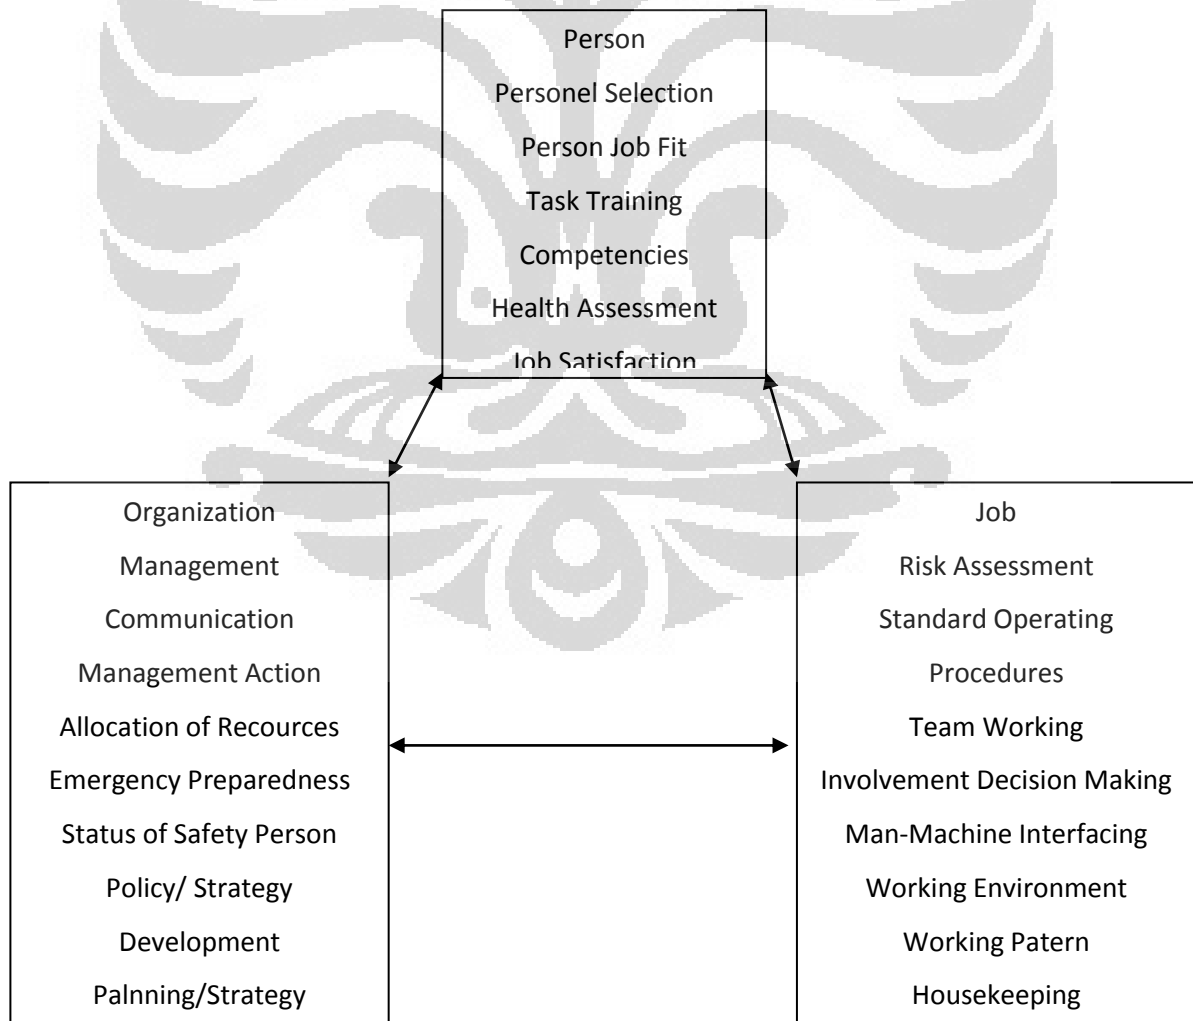 Person
Personel Selection
Person Job Fit
Task Training
Competencies
Health Assessment
Job Satisfaction
Organization
Management
Communication
Management Action
Allocation of Recources
Emergency Preparedness
Status of Safety Person
Policy/ Strategy
Development
Palnning/Strategy
Job
Risk Assessment
Standard Operating
Procedures
Team Working
Involvement Decision Making
Man-Machine Interfacing
Working Environment
Working Patern
Housekeeping